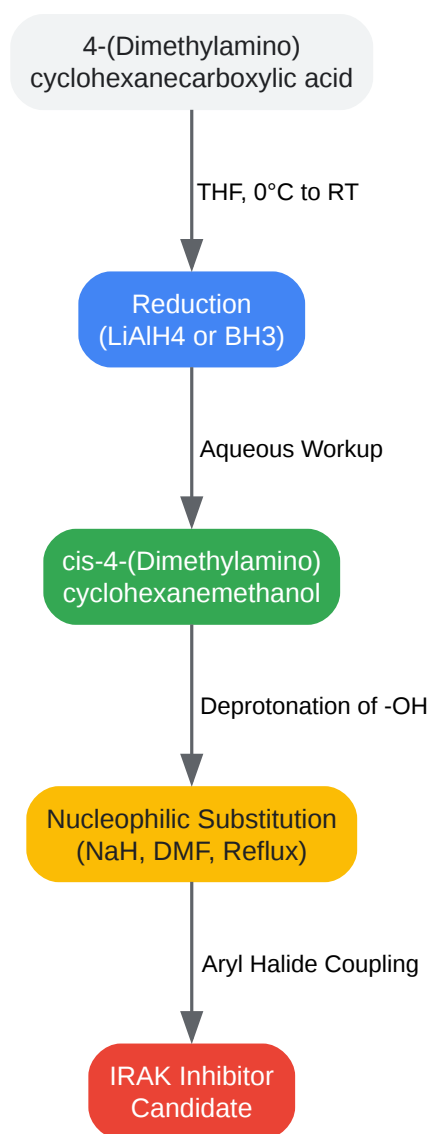 4-(Dimethylamino)
cyclohexanecarboxylic acid
THF, 0°C to RT
Reduction
(LiAlH4 or BH3)
Aqueous Workup
cis-4-(Dimethylamino)
cyclohexanemethanol
Deprotonation of -OH
Nucleophilic Substitution
(NaH, DMF, Reflux)
Aryl Halide Coupling
IRAK Inhibitor
Candidate